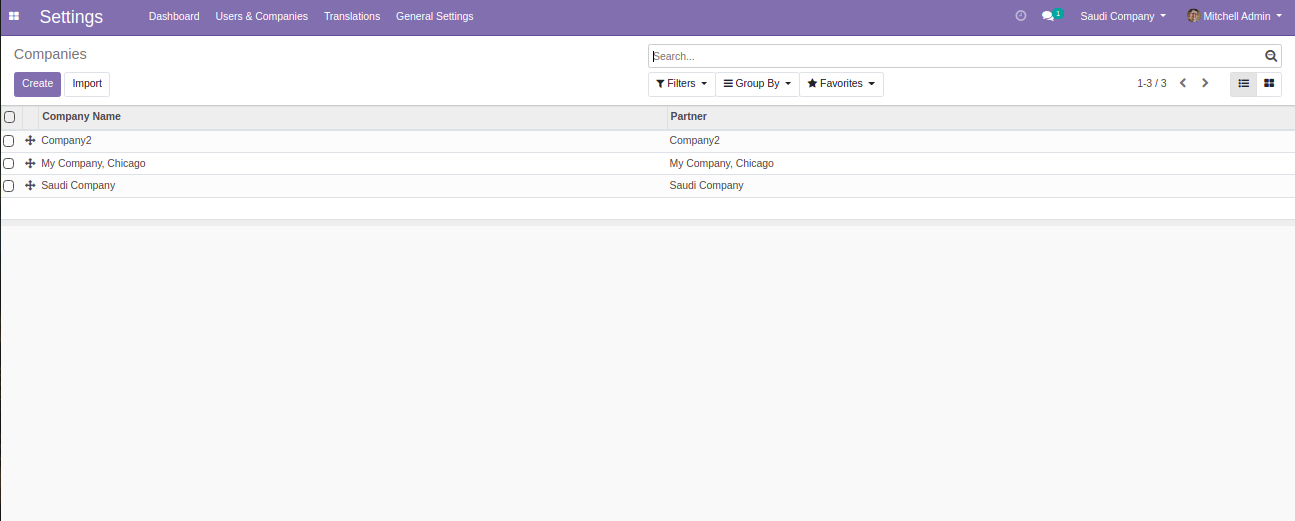 Settings Dashboard Users & Companies Translations General Settings 1 Saudi Company Mitchell Admin
Companies
Search...
Create Import Filters Group By Favorites 1-3 / 3
Company Name Partner
Company2 Company2
My Company, Chicago My Company, Chicago
Saudi Company Saudi Company